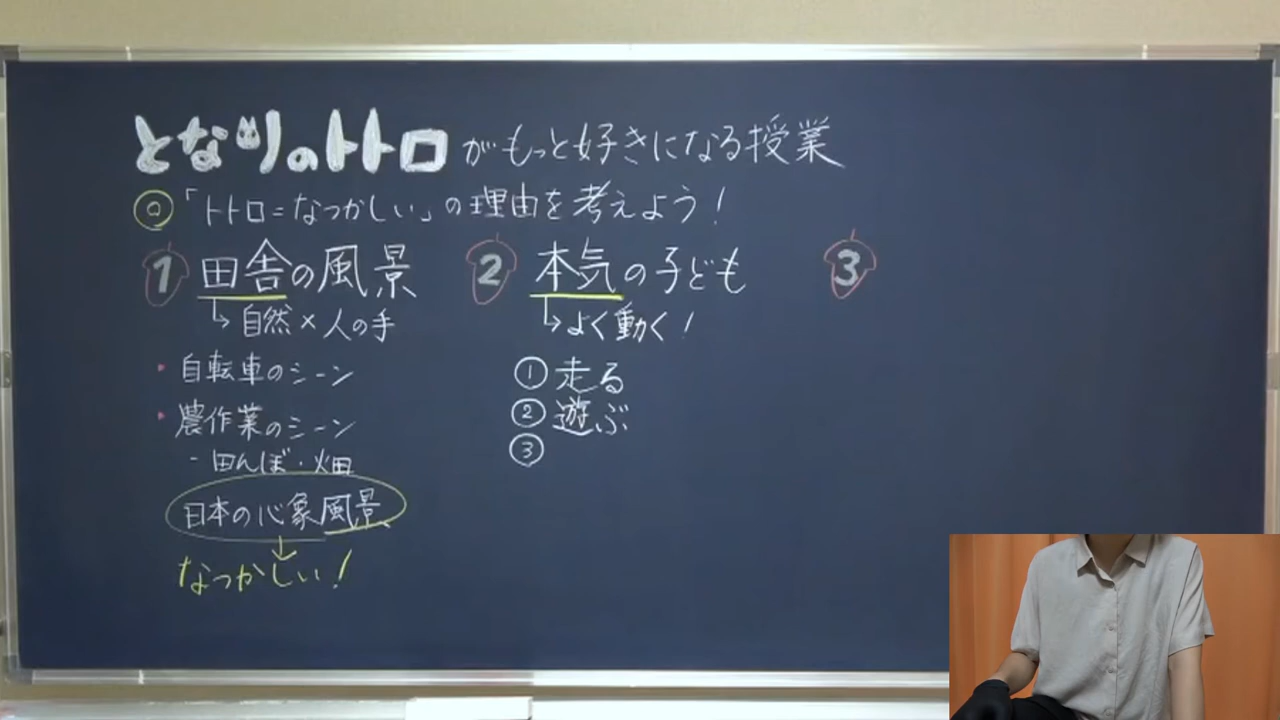 となりのトトロがもっと好きになる授業
◎「トトロ=なつかしい」の理由を考えよう!
1 田舎の風景
↳自然×人の手
・自転車のシーン
・農作業のシーン
-田んぼ・畑
日本の心象風景
↓
なつかしい!
2 本気の子ども
↳よく動く!
①走る
②遊ぶ
③
3